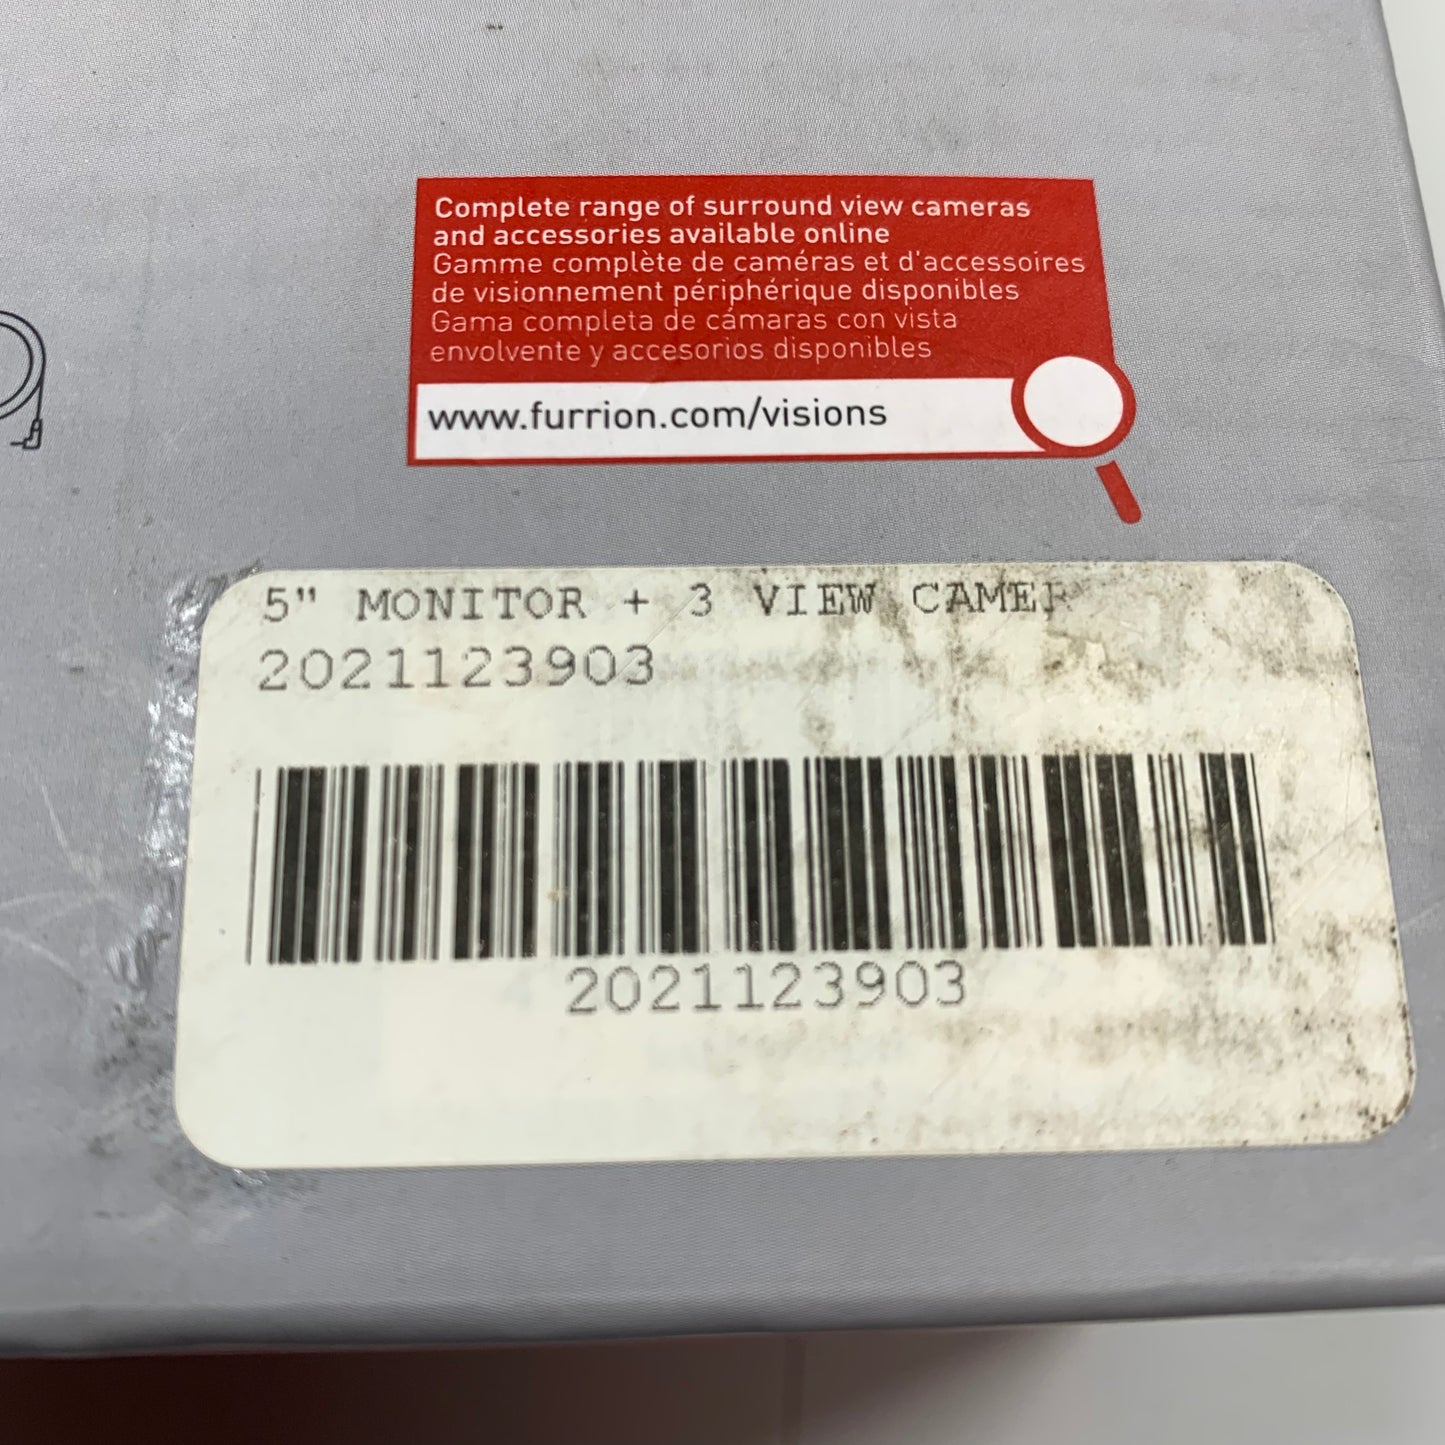 Complete range of surround view cameras
and accessories available online
Gamme complète de caméras et d'accessoires
de visionnement périphérique disponibles
Gama completa de cámaras con vista
envolvente y accesorios disponibles
www.furrion.com/visions
5" MONITOR + 3 VIEW CAMER
2021123903
2021123903